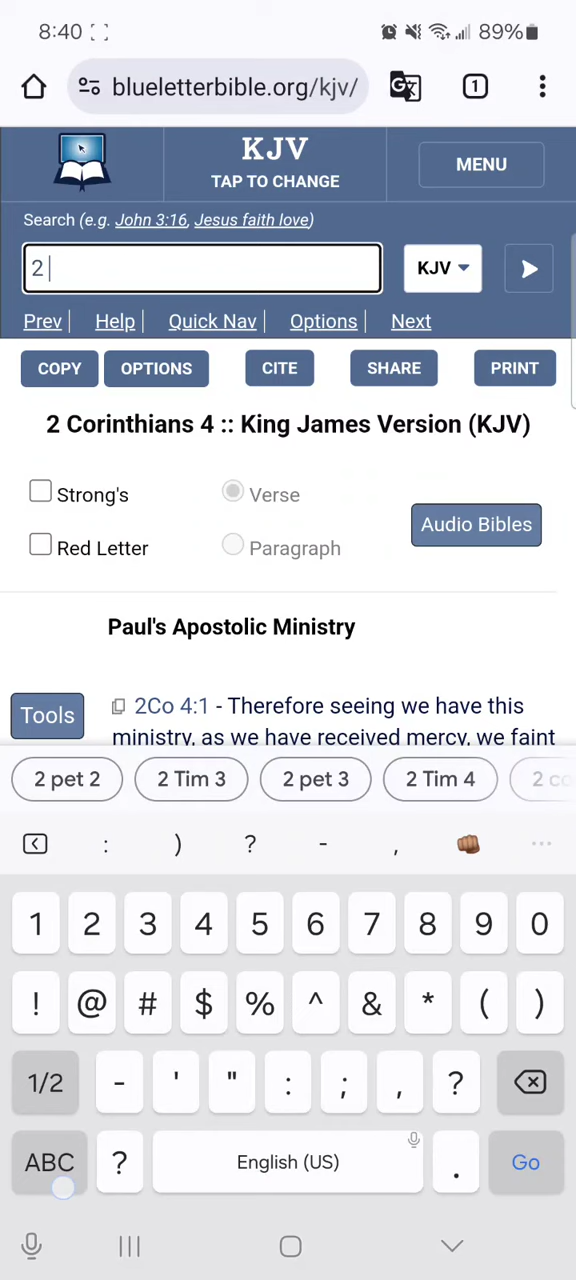 8:40 89%
blueletterbible.org/kjv/ 1
KJV
TAP TO CHANGE
MENU
Search (e.g. John 3:16, Jesus faith love)
2
KJV
Prev| Help| Quick Nav| Options| Next
COPY OPTIONS CITE SHARE PRINT
2 Corinthians 4 :: King James Version (KJV)
Strong's Verse
Audio Bibles
Red Letter Paragraph
Paul's Apostolic Ministry
Tools
2Co 4:1 - Therefore seeing we have this
ministry, as we have received mercy, we faint
2 pet 2 2 Tim 3 2 pet 3 2 Tim 4 2 co
: ) ? - ,
1 2 3 4 5 6 7 8 9 0
! @ # $ % ^ & * ( )
1/2 - ' " : ; , ?
ABC ? English (US) . Go